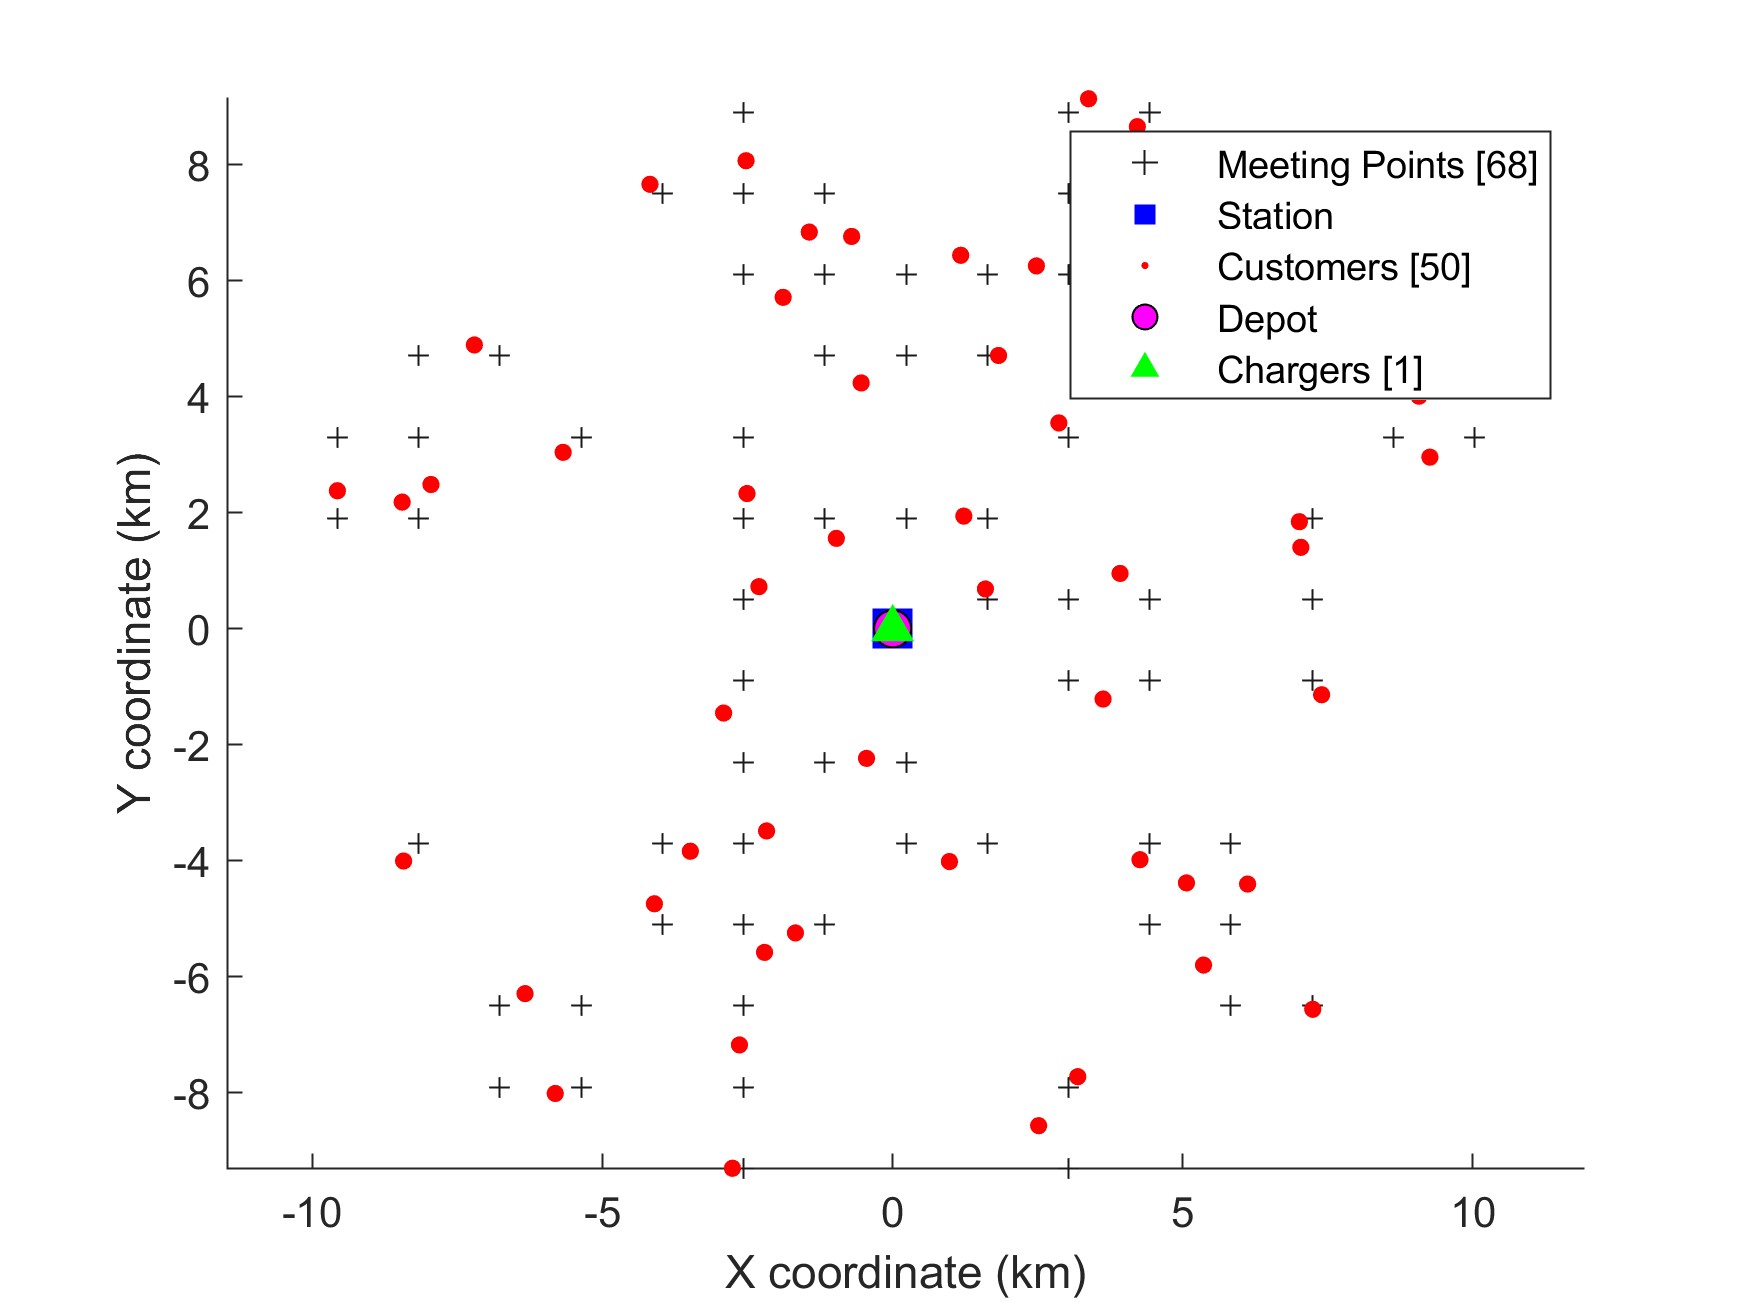 Meeting Points [68]
Station
Customers [50]
Depot
Chargers [1]
8
6
4
2
0
-2
-4
-6
-8
Y coordinate (km)
-10
-5
0
5
10
X coordinate (km)